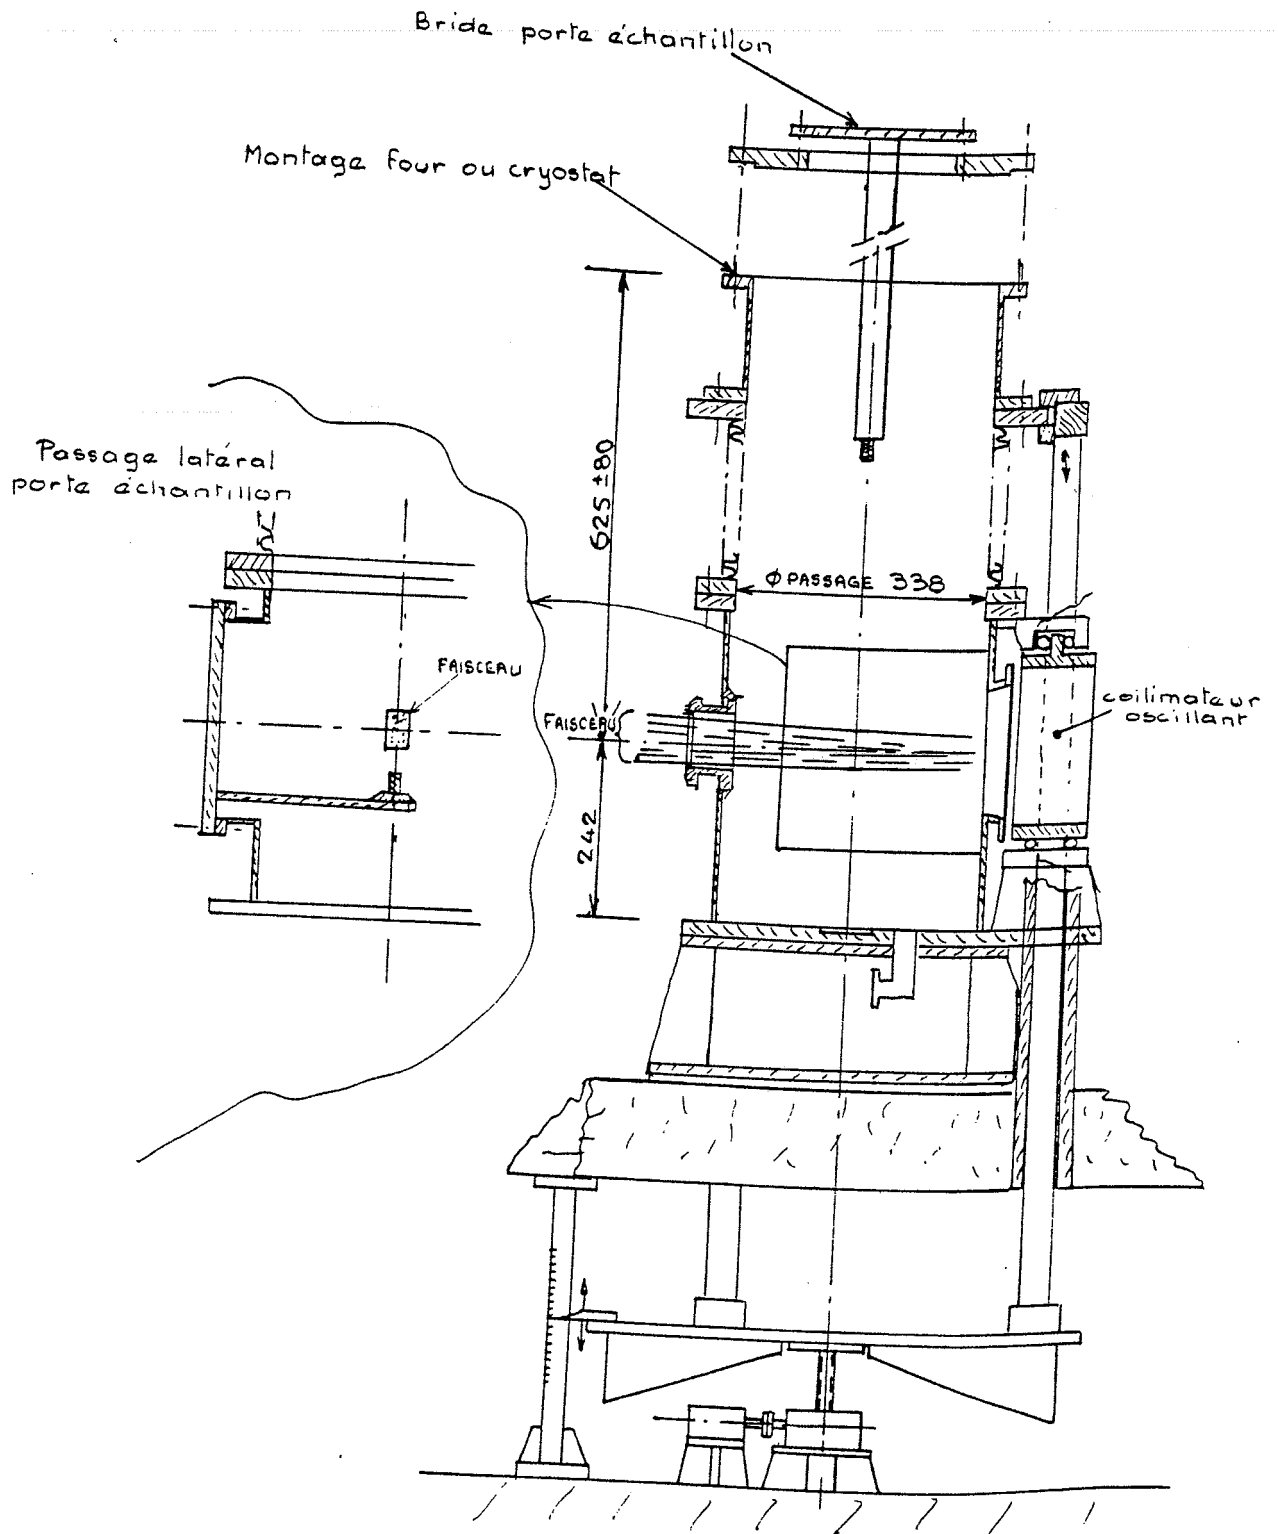 Bride porte échantillon
Montage four ou cryostat
Passage latéral
porte échantillon
625 ±80
Φ PASSAGE 338
FAISCEAU
FAISCEAU
collimateur
oscillant
242